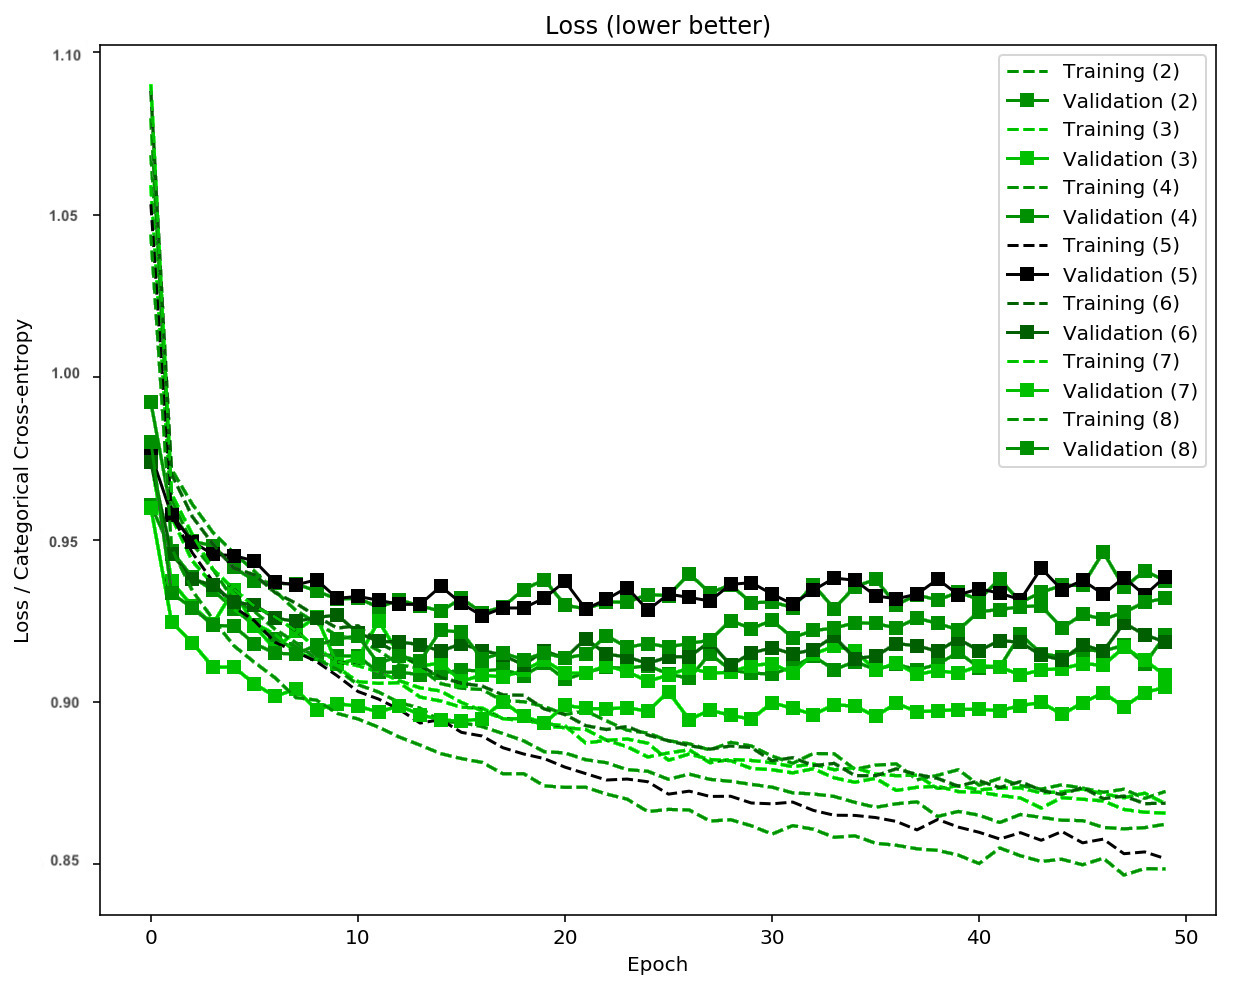 Loss (lower better)
1.10
1.05
1.00
0.95
0.90
0.85
Loss / Categorical Cross-entropy
Training (2)
Validation (2)
Training (3)
Validation (3)
Training (4)
Validation (4)
Training (5)
Validation (5)
Training (6)
Validation (6)
Training (7)
Validation (7)
Training (8)
Validation (8)
0 10 20 30 40 50
Epoch